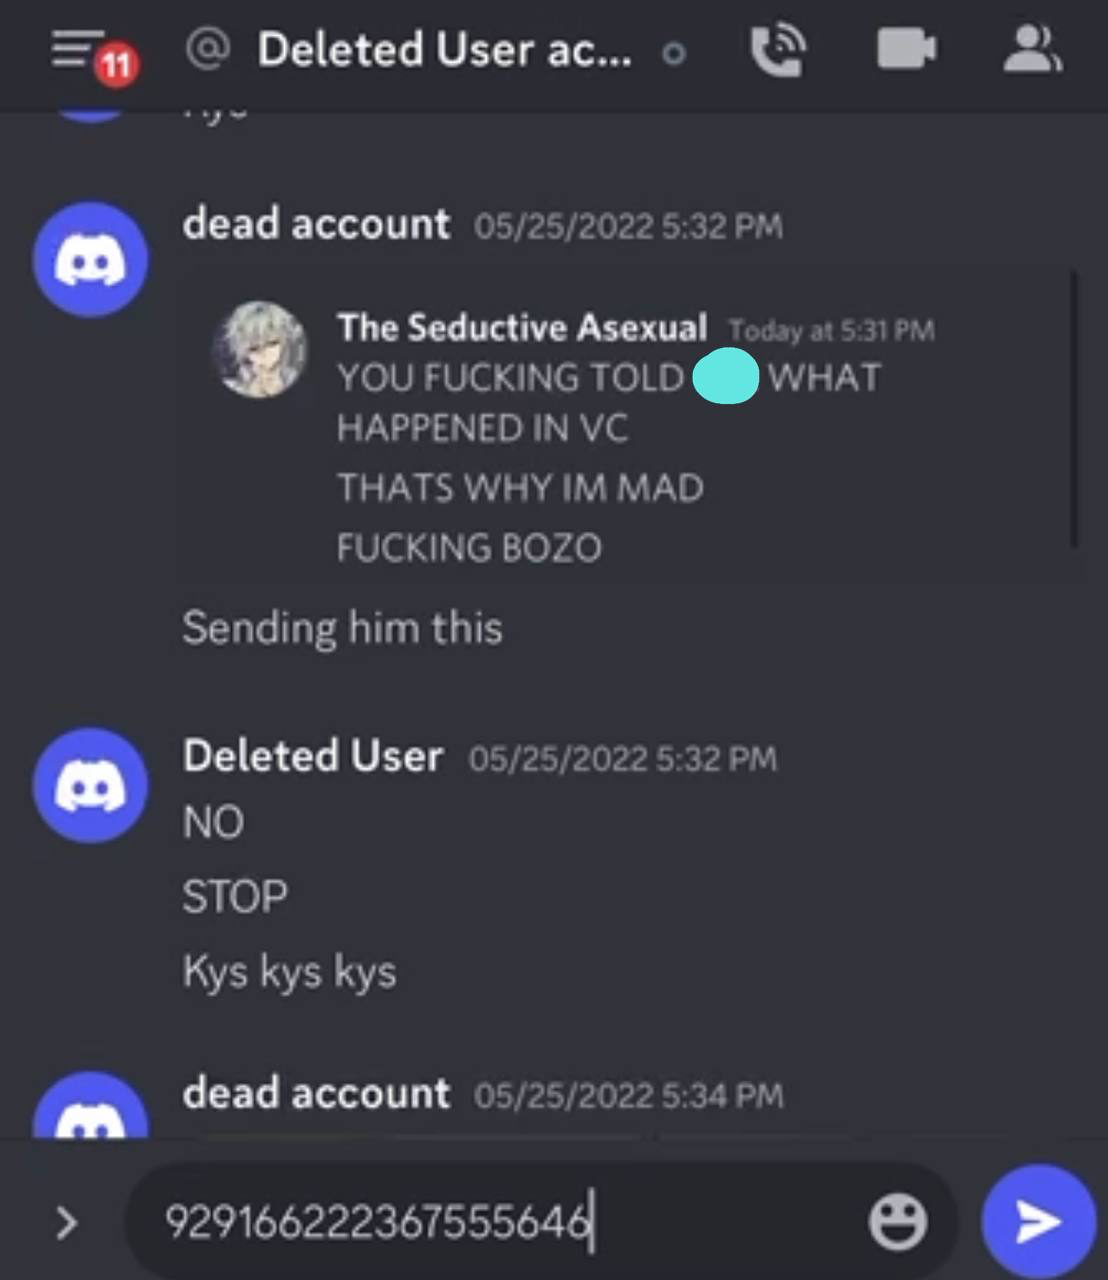 11
@ Deleted User ac...
dead account 05/25/2022 5:32 PM
The Seductive Asexual Today at 5:31 PM
YOU FUCKING TOLD WHAT
HAPPENED IN VC
THATS WHY IM MAD
FUCKING BOZO
Sending him this
Deleted User 05/25/2022 5:32 PM
NO
STOP
Kys kys kys
dead account 05/25/2022 5:34 PM
929166222367555646